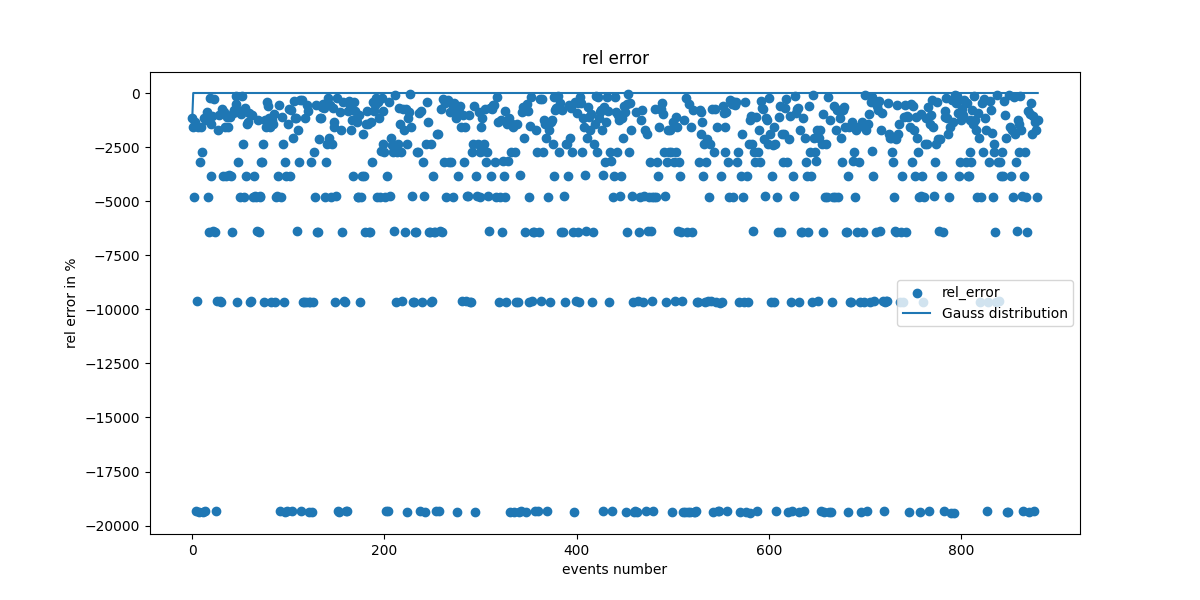 rel error
rel error in %
0
−2500
−5000
−7500
−10000
−12500
−15000
−17500
−20000
rel_error
Gauss distribution
0
200
400
600
800
events number